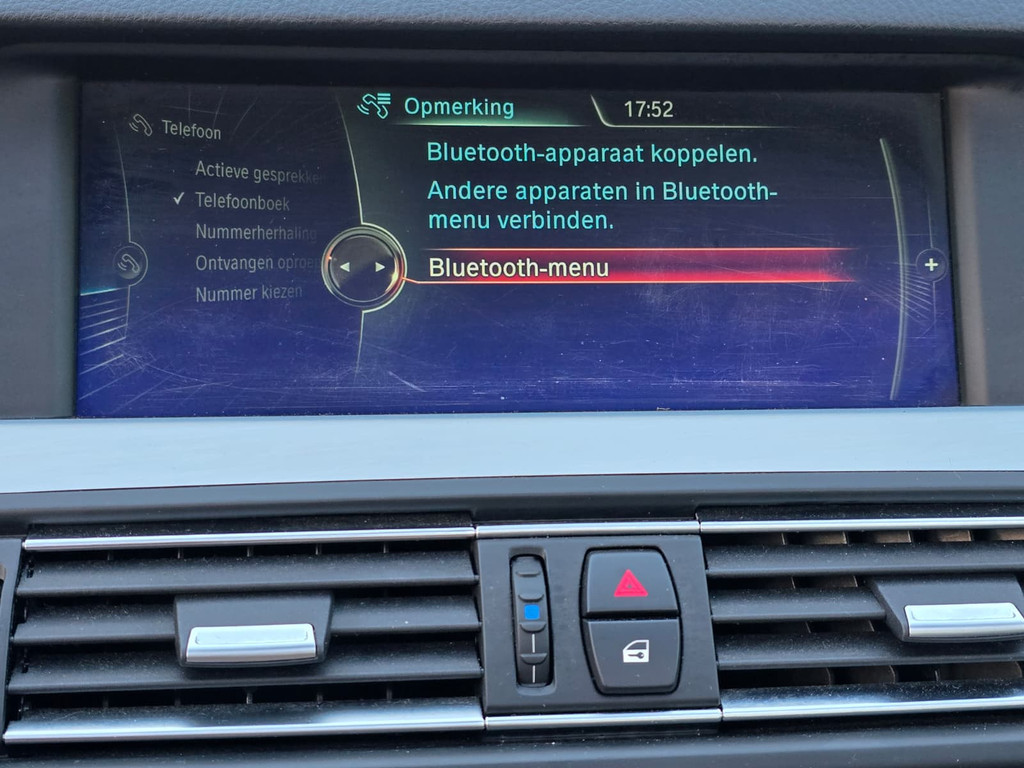 Opmerking
17:52
Telefoon
Actieve gesprekke
Telefoonboek
Nummerherhaling
Ontvangen oproe
Nummer kiezen
Bluetooth-apparaat koppelen.
Andere apparaten in Bluetooth-
menu verbinden.
Bluetooth-menu